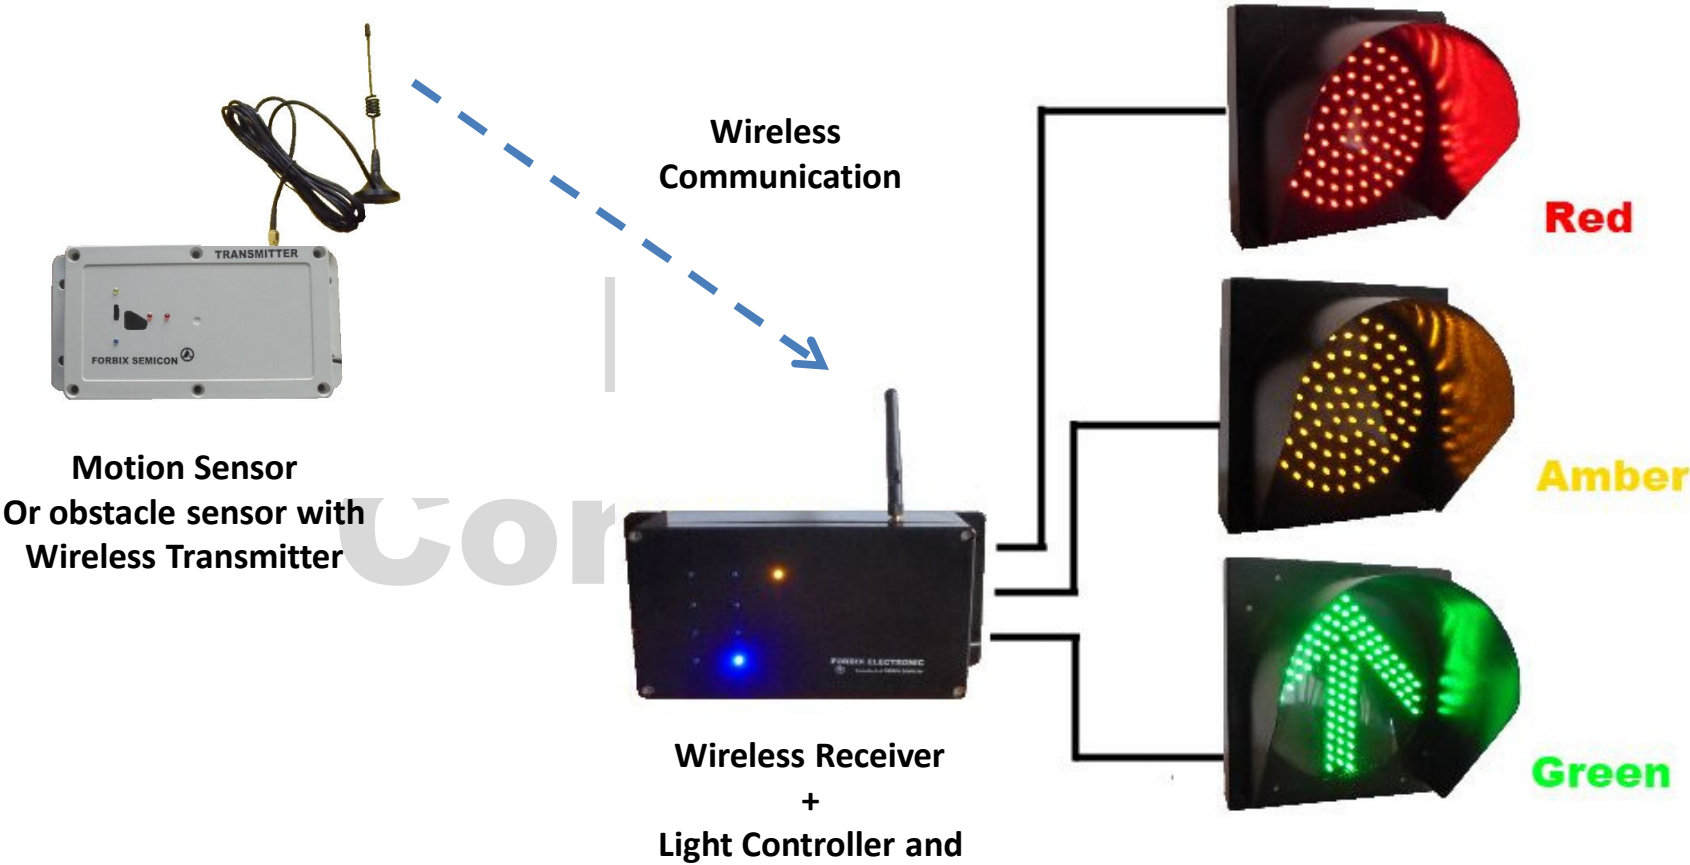 Wireless
Communication
Red
TRANSMITTER
FORBIX SEMICON
Motion Sensor
Or obstacle sensor with
Wireless Transmitter
Amber
Cor
FORBIX ELECTRONIC
Wireless Receiver
+
Light Controller and
Green